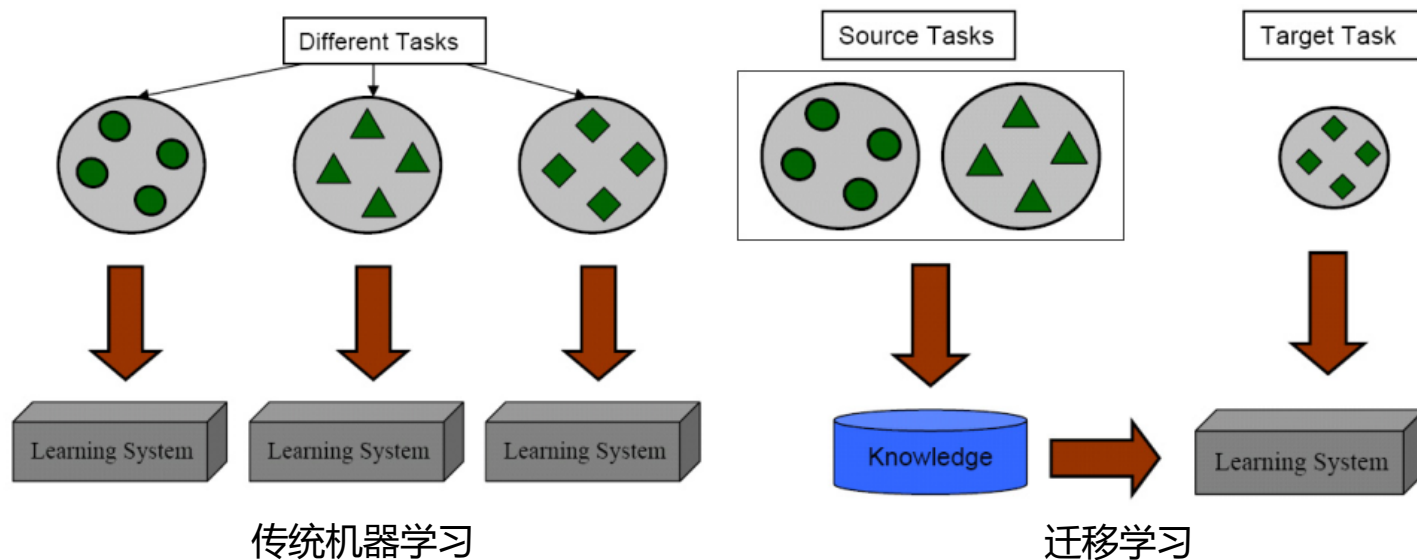 Different Tasks
Source Tasks
Target Task
Learning System
Learning System
Learning System
Knowledge
Learning System
传统机器学习
迁移学习